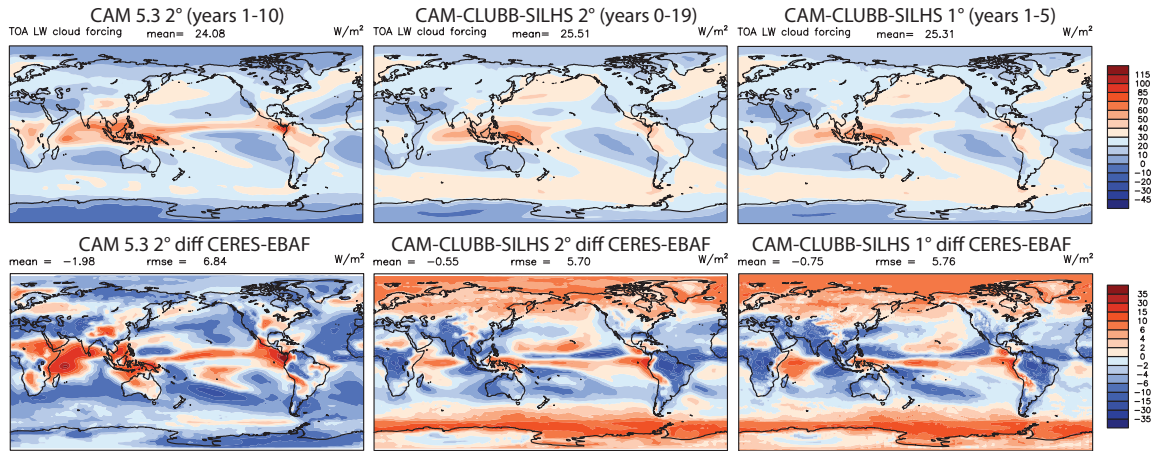 CAM 5.3 2° (years 1-10)
TOA LW cloud forcing mean= 24.08 W/m²
CAM-CLUBB-SILHS 2° (years 0-19)
TOA LW cloud forcing mean= 25.51 W/m²
CAM-CLUBB-SILHS 1° (years 1-5)
TOA LW cloud forcing mean= 25.31 W/m²
115
100
85
70
60
50
40
30
20
10
0
−10
−20
−30
−45
CAM 5.3 2° diff CERES-EBAF
mean = −1.98 rmse = 6.84 W/m²
CAM-CLUBB-SILHS 2° diff CERES-EBAF
mean = −0.55 rmse = 5.70 W/m²
CAM-CLUBB-SILHS 1° diff CERES-EBAF
mean = −0.75 rmse = 5.76 W/m²
35
30
15
10
6
4
2
0
−2
−4
−6
−10
−15
−30
−35